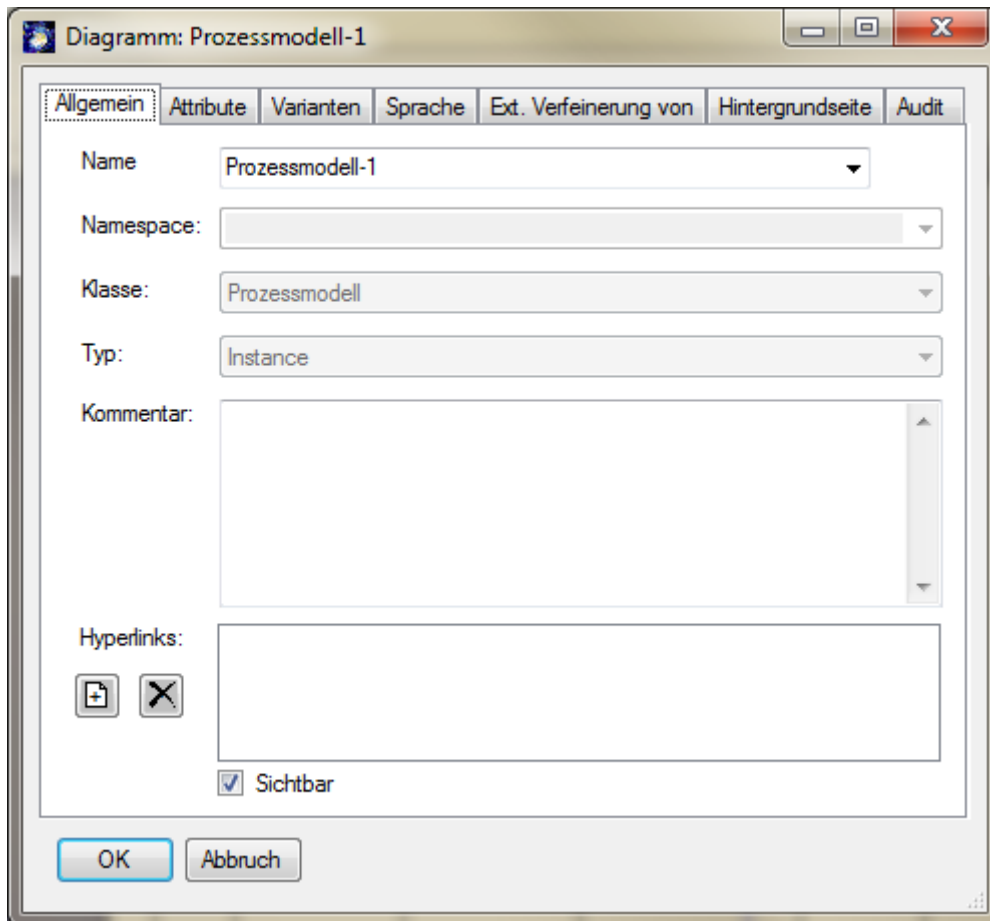 Diagramm: Prozessmodell-1
Allgemein Attribute Varianten Sprache Ext. Verfeinerung von Hintergrundseite Audit
Name Prozessmodell-1
Namespace:
Klasse: Prozessmodell
Typ: Instance
Kommentar:
Hyperlinks:
Sichtbar
OK Abbruch